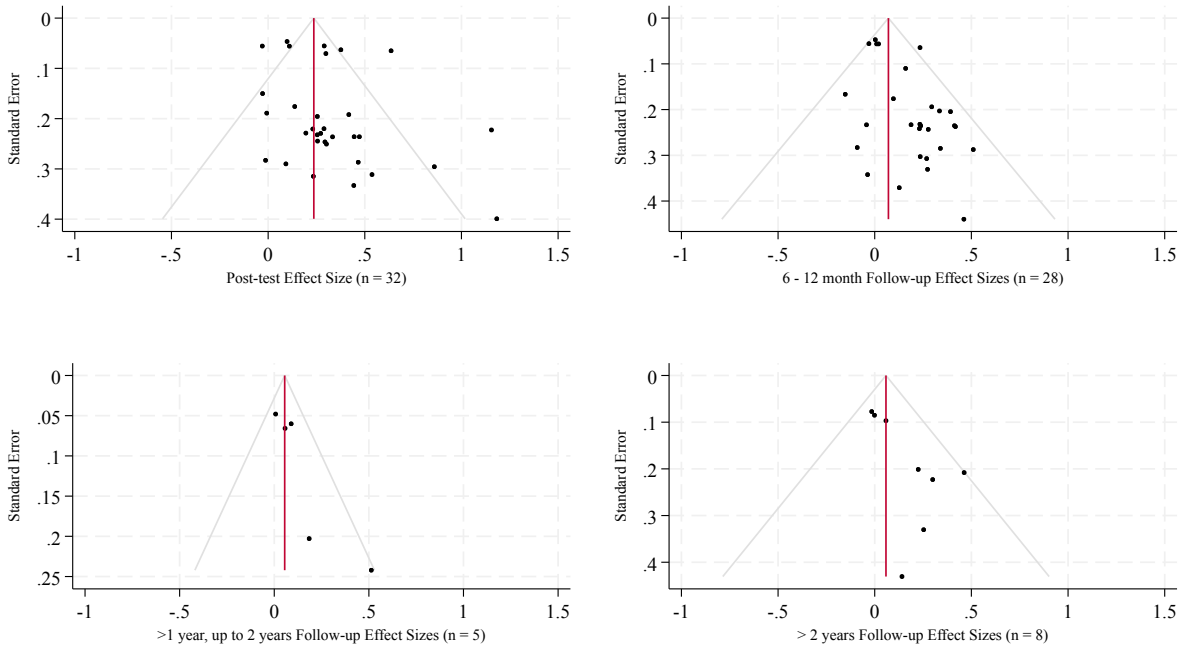 0
.1
.2
.3
.4
Standard Error
-1 -.5 0 .5 1 1.5
Post-test Effect Size (n = 32)
0
.1
.2
.3
.4
Standard Error
-1 -.5 0 .5 1 1.5
6 - 12 month Follow-up Effect Sizes (n = 28)
0
.05
.1
.15
.2
.25
Standard Error
-1 -.5 0 .5 1 1.5
>1 year, up to 2 years Follow-up Effect Sizes (n = 5)
0
.1
.2
.3
.4
Standard Error
-1 -.5 0 .5 1 1.5
> 2 years Follow-up Effect Sizes (n = 8)